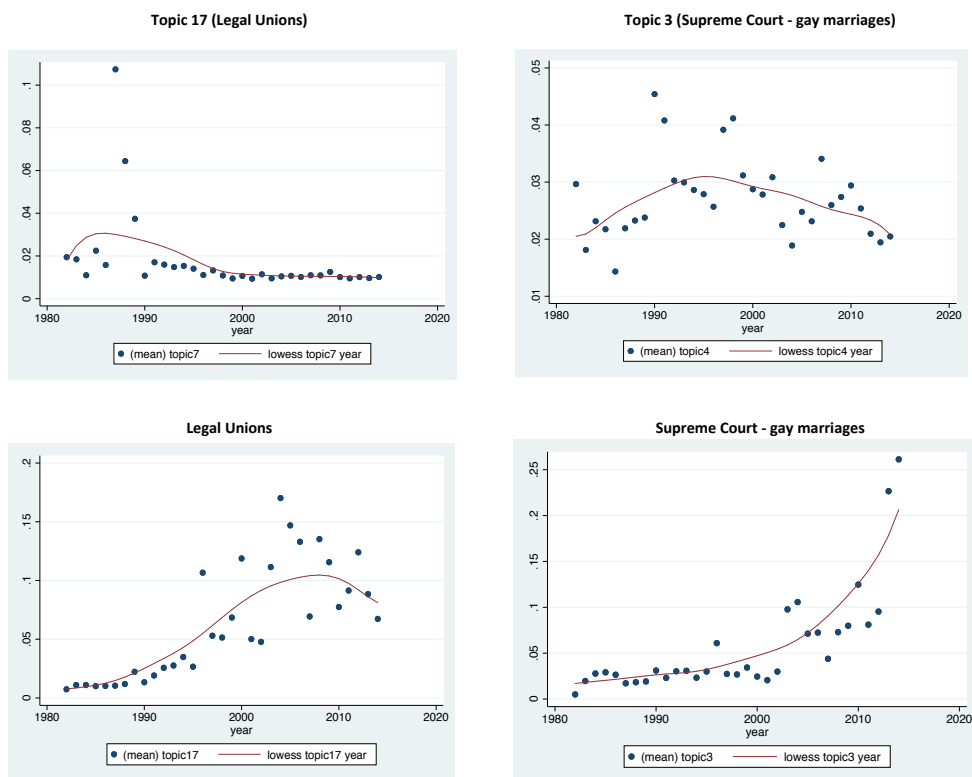 Topic 17 (Legal Unions)
.1
.08
.06
.04
.02
0
1980
1990
2000
2010
2020
year
(mean) topic7
lowess topic7 year
Topic 3 (Supreme Court - gay marriages)
.05
.04
.03
.02
.01
1980
1990
2000
2010
2020
year
(mean) topic4
lowess topic4 year
Legal Unions
.2
.15
.1
.05
0
1980
1990
2000
2010
2020
year
(mean) topic17
lowess topic17 year
Supreme Court - gay marriages
.25
.2
.15
.1
.05
0
1980
1990
2000
2010
2020
year
(mean) topic3
lowess topic3 year